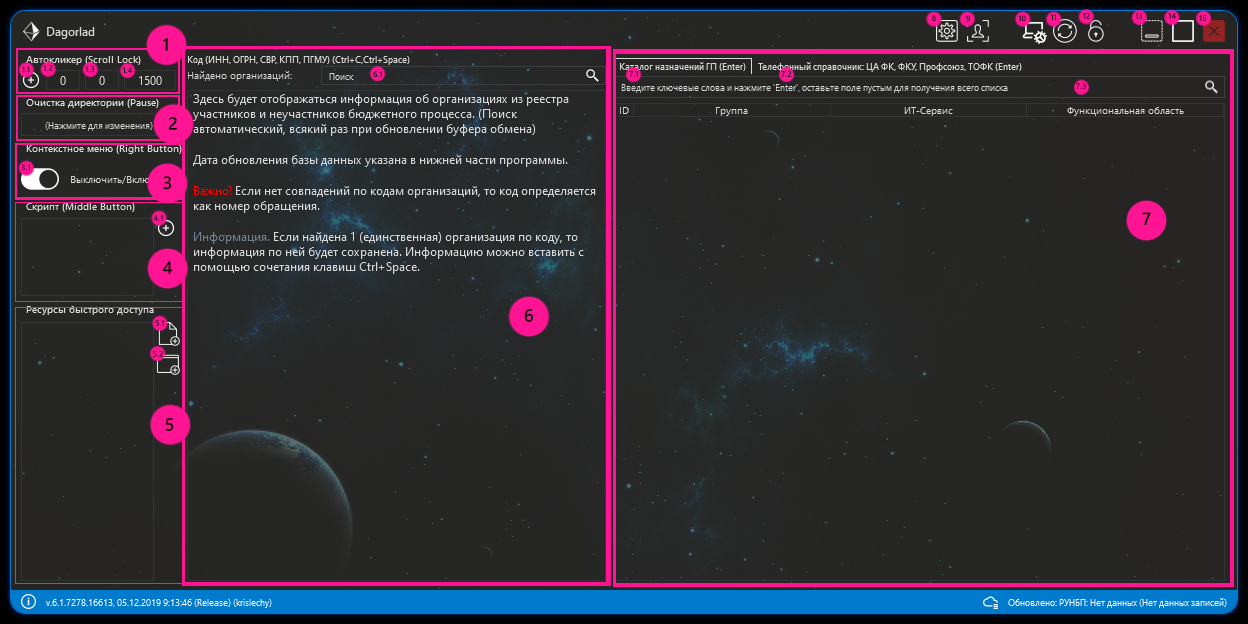 Dagorlad
8
9
10
11
12
13
14
15
1
Автокликер (Scroll Lock)
1.1
1.2
0
1.3
0
1.4
1500
Очистка директории (Pause)
(Нажмите для изменения)
2
Контекстное меню (Right Button)
3.1
Выключить/Вклю
3
Скрипт (Middle Button)
4.1
4
Ресурсы быстрого доступа
5.1
5.2
5
Код (ИНН, ОГРН, СВР, КПП, ПГМУ) (Ctrl+C,Ctrl+Space)
Найдено организаций:
Поиск
6.1
Здесь будет отображаться информация об организациях из реестра
участников и неучастников бюджетного процесса. (Поиск
автоматический, всякий раз при обновлении буфера обмена)
Дата обновления базы данных указана в нижней части программы.
Важно! Если нет совпадений по кодам организаций, то код определяется
как номер обращения.
Информация. Если найдена 1 (единственная) организация по коду, то
информация по ней будет сохранена. Информацию можно вставить с
помощью сочетания клавиш Ctrl+Space.
6
Каталог назначений ГП (Enter)
Телефонный справочник: ЦА ФК, ФКУ, Профсоюз, ТОФК (Enter)
7.1
7.2
Введите ключевые слова и нажмите 'Enter', оставьте поле пустым для получения всего списка
7.3
ID
Группа
ИТ-Сервис
Функциональная область
7
v.6.1.7278.16613, 05.12.2019 9:13:46 (Release) (krislechy)
Обновлено: РУНБП: Нет данных (Нет данных записей)